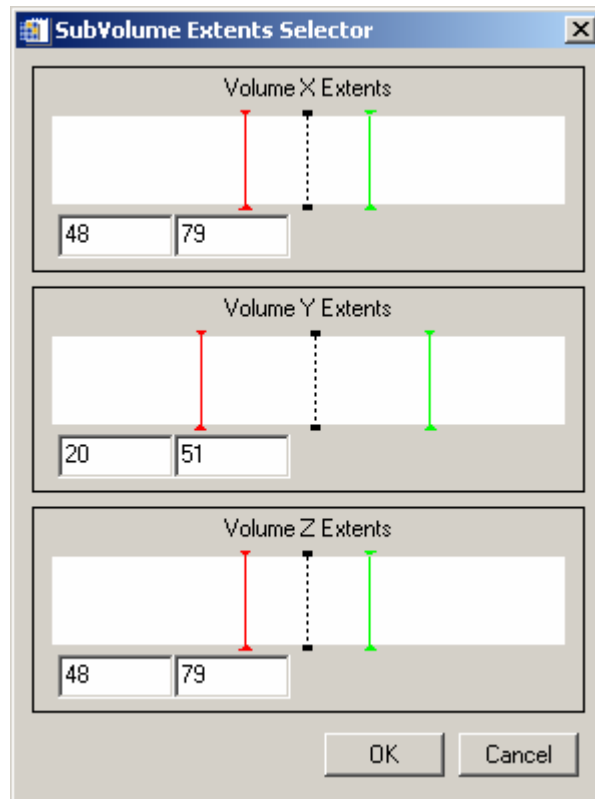 SubVolume Extents Selector
Volume X Extents
48 79
Volume Y Extents
20 51
Volume Z Extents
48 79
OK Cancel